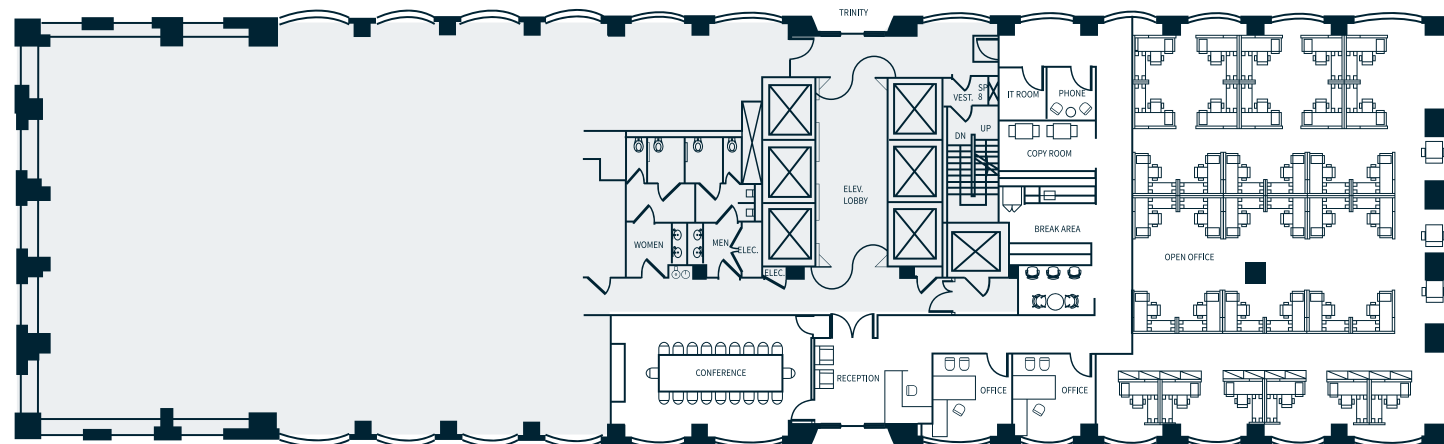 TRINITY
VEST.
SP
8
IT ROOM
PHONE
DN
UP
COPY ROOM
ELEV.
LOBBY
BREAK AREA
WOMEN
MEN
ELEC.
ELEC.
OPEN OFFICE
CONFERENCE
RECEPTION
OFFICE
OFFICE